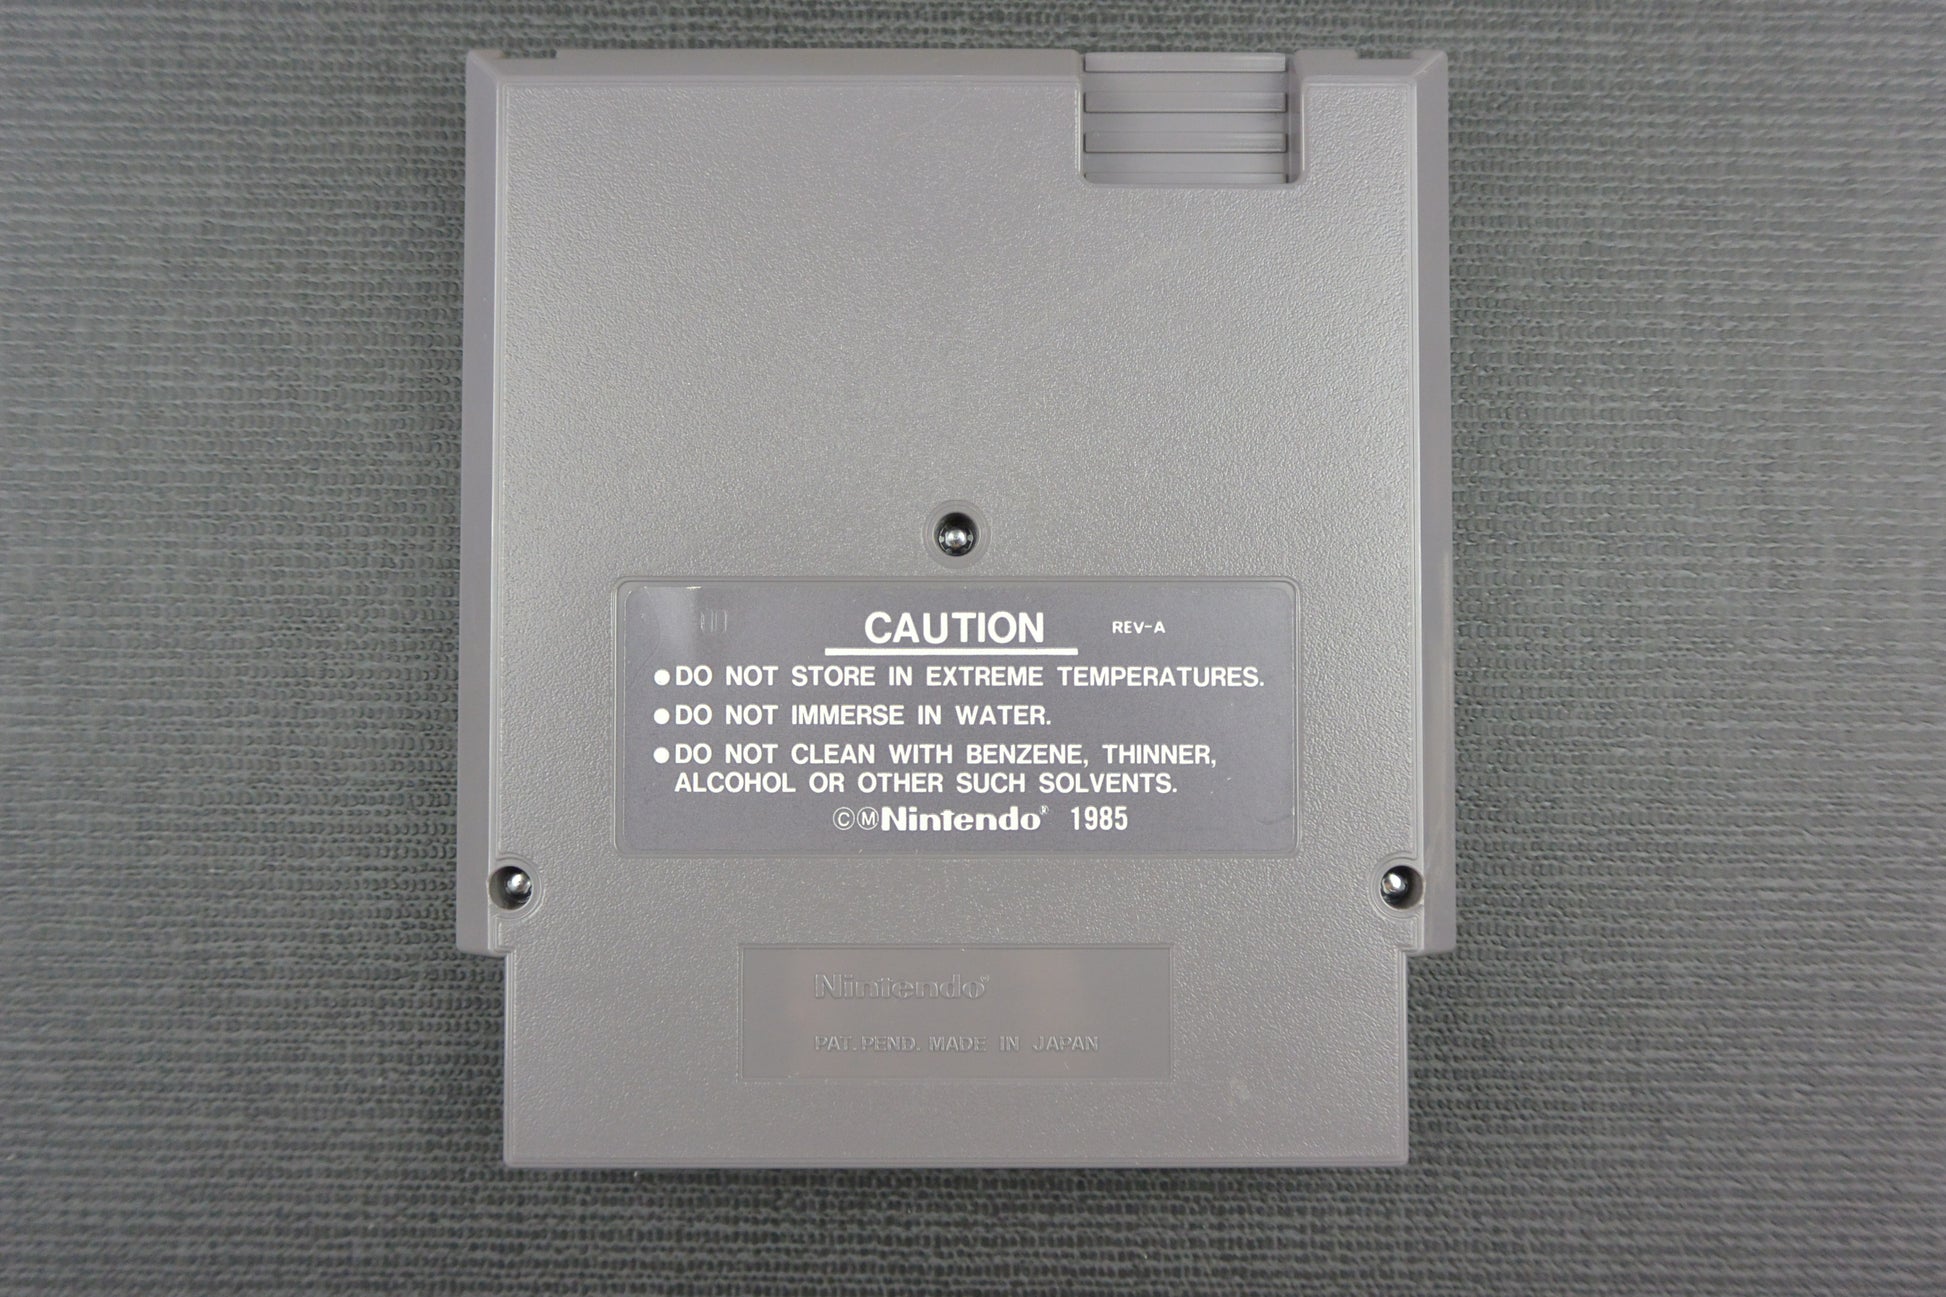 CAUTION REV-A
●DO NOT STORE IN EXTREME TEMPERATURES.
●DO NOT IMMERSE IN WATER.
●DO NOT CLEAN WITH BENZENE, THINNER,
ALCOHOL OR OTHER SUCH SOLVENTS.
©ⓂNintendo® 1985
Nintendo®
PAT. PEND. MADE IN JAPAN